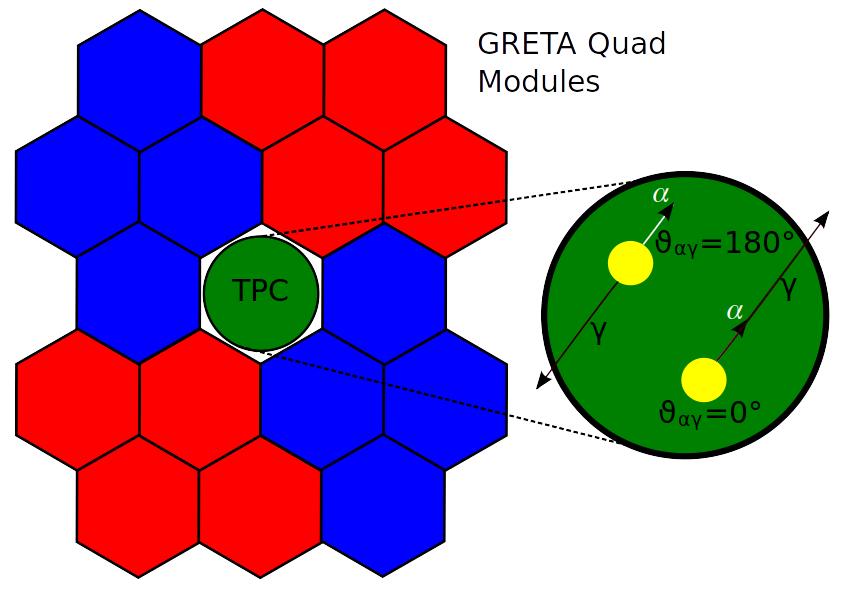 GRETA Quad
Modules
TPC
α
ϑαγ=180°
γ
γ
α
ϑαγ=0°